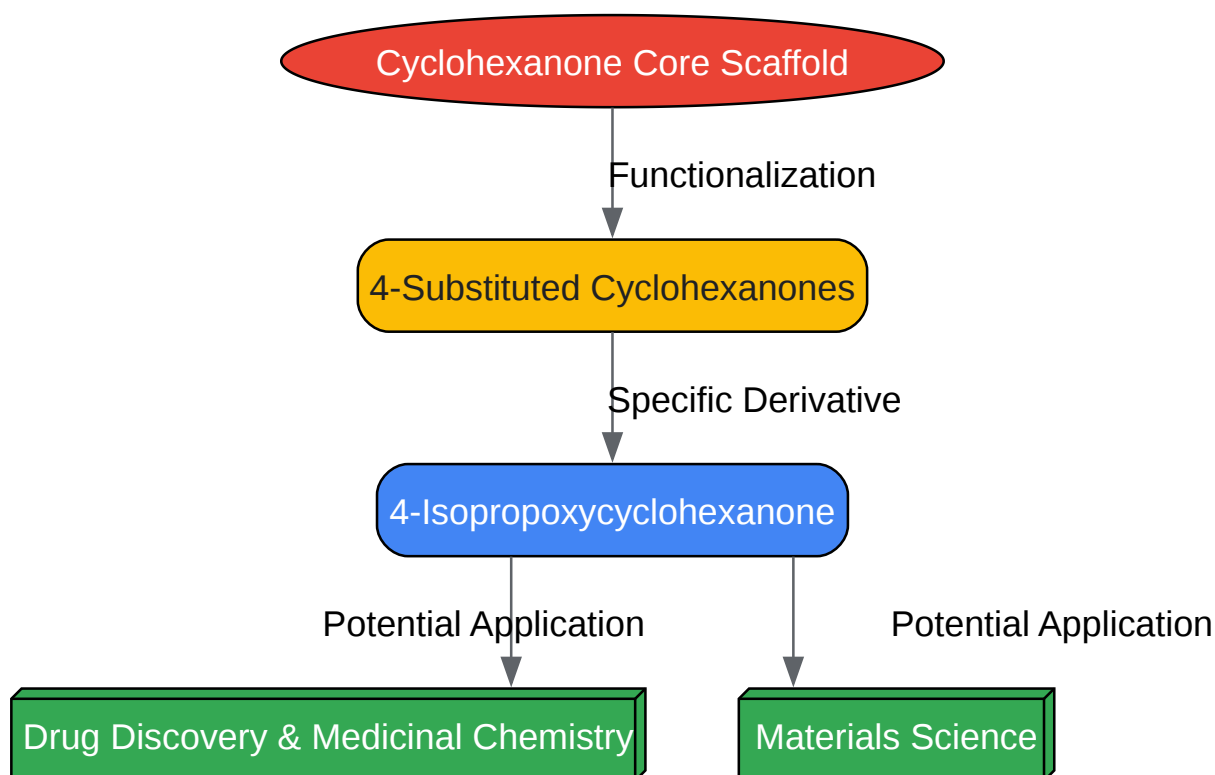 Cyclohexanone Core Scaffold
Functionalization
4-Substituted Cyclohexanones
Specific Derivative
4-Isopropoxycyclohexanone
Potential Application
Potential Application
Drug Discovery & Medicinal Chemistry
Materials Science